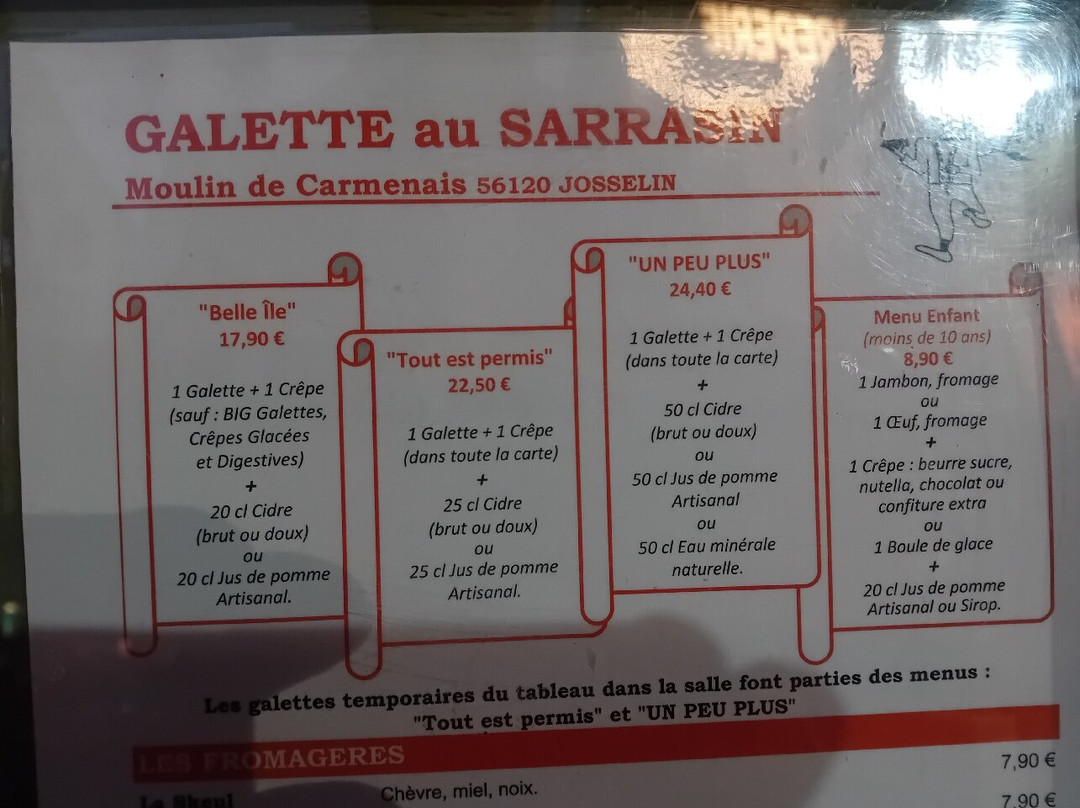 GALETTE au SARRASIN
Moulin de Carmenais 56120 JOSSELIN
"Belle Île"
17,90 €
1 Galette + 1 Crêpe
(sauf : BIG Galettes,
Crêpes Glacées
et Digestives)
+
20 cl Cidre
(brut ou doux)
ou
20 cl Jus de pomme
Artisanal.
"Tout est permis"
22,50 €
1 Galette + 1 Crêpe
(dans toute la carte)
+
25 cl Cidre
(brut ou doux)
ou
25 cl Jus de pomme
Artisanal.
"UN PEU PLUS"
24,40 €
1 Galette + 1 Crêpe
(dans toute la carte)
+
50 cl Cidre
(brut ou doux)
ou
50 cl Jus de pomme
Artisanal
ou
50 cl Eau minérale
naturelle.
Menu Enfant
(moins de 10 ans)
8,90 €
1 Jambon, fromage
ou
1 Œuf, fromage
+
1 Crêpe : beurre sucre,
nutella, chocolat ou
confiture extra
ou
1 Boule de glace
+
20 cl Jus de pomme
Artisanal ou Sirop.
Les galettes temporaires du tableau dans la salle font parties des menus :
"Tout est permis" et "UN PEU PLUS"
LES FROMAGERES
7,90 €
Chèvre, miel, noix.
7,90 €